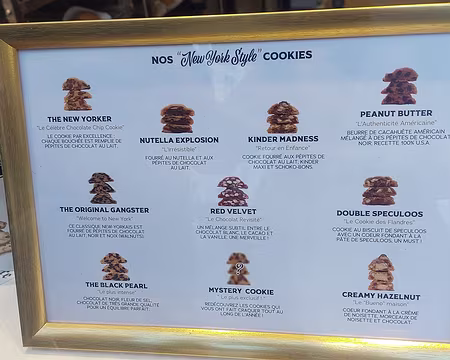 NOS "New York Style" COOKIES
THE NEW YORKER
"Le Célèbre Chocolate Chip Cookie"
LE COOKIE PAR EXCELLENCE :
CHAQUE BOUCHÉE EST REMPLIE DE
PÉPITES DE CHOCOLAT
AU LAIT.
NUTELLA EXPLOSION
"L'irrésistible"
FOURRÉ AU NUTELLA ET AUX
PÉPITES DE CHOCOLAT
AU LAIT.
KINDER MADNESS
"Retour en Enfance"
COOKIE FOURRÉ AUX PÉPITES DE
CHOCOLAT AU LAIT, KINDER
MAXI ET SCHOKO-BONS.
PEANUT BUTTER
"L'Authenticité Américaine"
BEURRE DE CACAHUÈTE AMÉRICAIN
MÉLANGÉ À DES PÉPITES DE CHOCOLAT
NOIR. RECETTE 100% U.S.A
THE ORIGINAL GANGSTER
"Welcome to New York"
CE CLASSIQUE NEW-YORKAIS EST
FOURRÉ DE PÉPITES DE CHOCOLAT
AU LAIT, NOIX ET NOIX (WALNUTS).
RED VELVET
"Le Chocolat Revisité"
UN MÉLANGE SUBTIL ENTRE LE
CHOCOLAT BLANC, LE CACAO ET
LA VANILLE. UNE MERVEILLE !
DOUBLE SPECULOOS
"Le Cookie des Flandres"
COOKIE AU BISCUIT DE SPECULOOS
AVEC UN COEUR FONDANT À LA
PÂTE DE SPECULOOS, UN MUST !
THE BLACK PEARL
"Le plus intense"
CHOCOLAT NOIR, FLEUR DE SEL,
CHOCOLAT DE TRÈS GRANDE QUALITÉ
POUR UN ÉQUILIBRE PARFAIT.
MYSTERY COOKIE
"Le plus exclusif !"
REDÉCOUVREZ LES COOKIES QUI
VOUS ONT FAIT CRAQUER TOUT AU
LONG DE L'ANNÉE !
CREAMY HAZELNUT
"Le "Bueno" maison"
COEUR FONDANT À LA CRÈME
DE NOISETTE, MORCEAUX DE
NOISETTE ET CHOCOLAT.